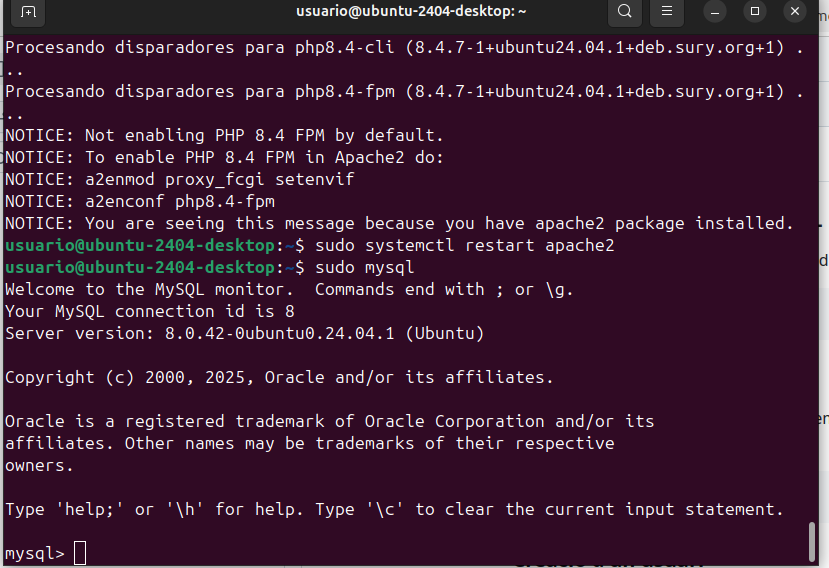 usuario@ubuntu-2404-desktop: ~
Procesando disparadores para php8.4-cli (8.4.7-1+ubuntu24.04.1+deb.sury.org+1) .
..
Procesando disparadores para php8.4-fpm (8.4.7-1+ubuntu24.04.1+deb.sury.org+1) .
..
NOTICE: Not enabling PHP 8.4 FPM by default.
NOTICE: To enable PHP 8.4 FPM in Apache2 do:
NOTICE: a2enmod proxy_fcgi setenvif
NOTICE: a2enconf php8.4-fpm
NOTICE: You are seeing this message because you have apache2 package installed.
usuario@ubuntu-2404-desktop:~$ sudo systemctl restart apache2
usuario@ubuntu-2404-desktop:~$ sudo mysql
Welcome to the MySQL monitor.  Commands end with ; or \g.
Your MySQL connection id is 8
Server version: 8.0.42-0ubuntu0.24.04.1 (Ubuntu)
Copyright (c) 2000, 2025, Oracle and/or its affiliates.
Oracle is a registered trademark of Oracle Corporation and/or its
affiliates. Other names may be trademarks of their respective
owners.
Type 'help;' or '\h' for help. Type '\c' to clear the current input statement.
mysql>